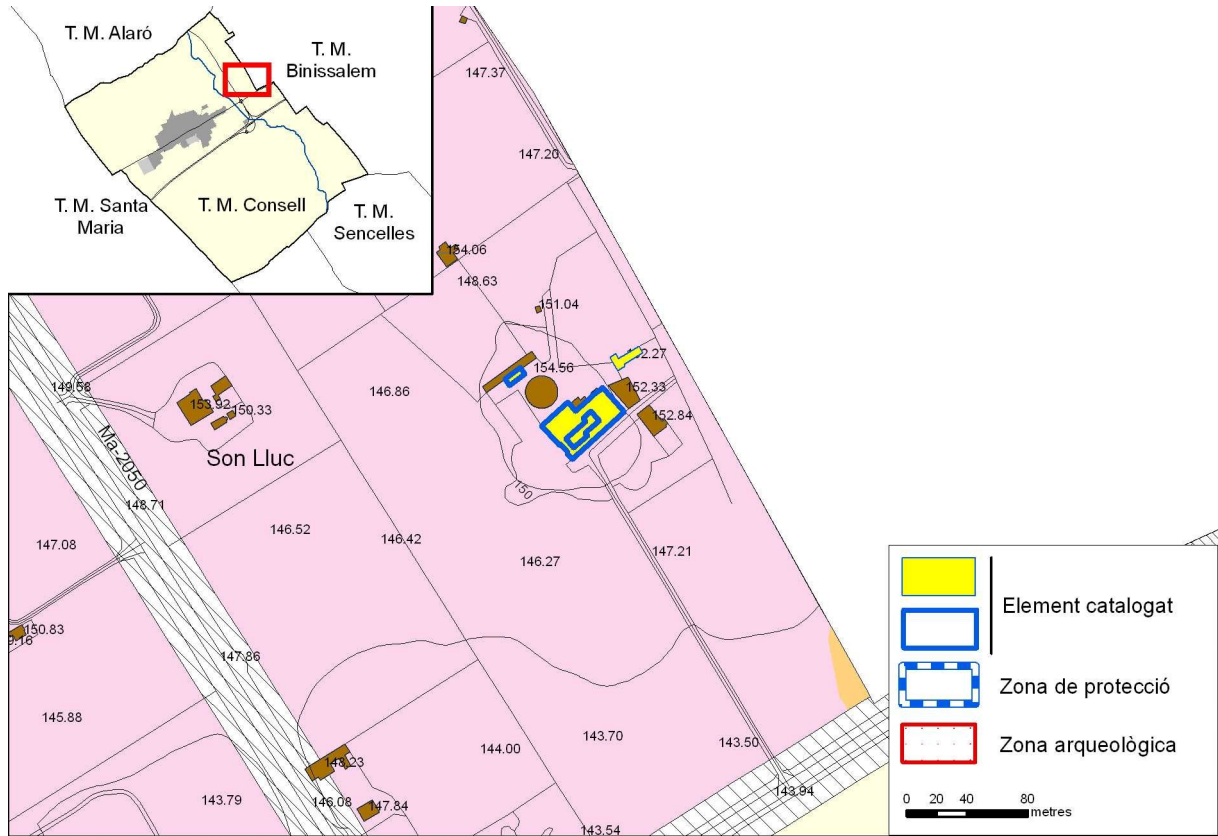 T. M. Alaró
T. M.
Binissalem
T. M. Santa
Maria
T. M. Consell
T. M.
Sencelles
147.37
147.20
154.06
148.63
151.04
154.56
152.33
152.84
149.58
153.92
150.33
146.86
Son Lluc
Ma-2050
148.71
150
146.52
146.42
146.27
147.21
147.08
150.83
147.86
145.88
144.00
143.70
143.50
148.23
146.08
147.84
143.79
143.94
143.54
Element catalogat
Zona de protecció
Zona arqueològica
0 20 40 80
metres